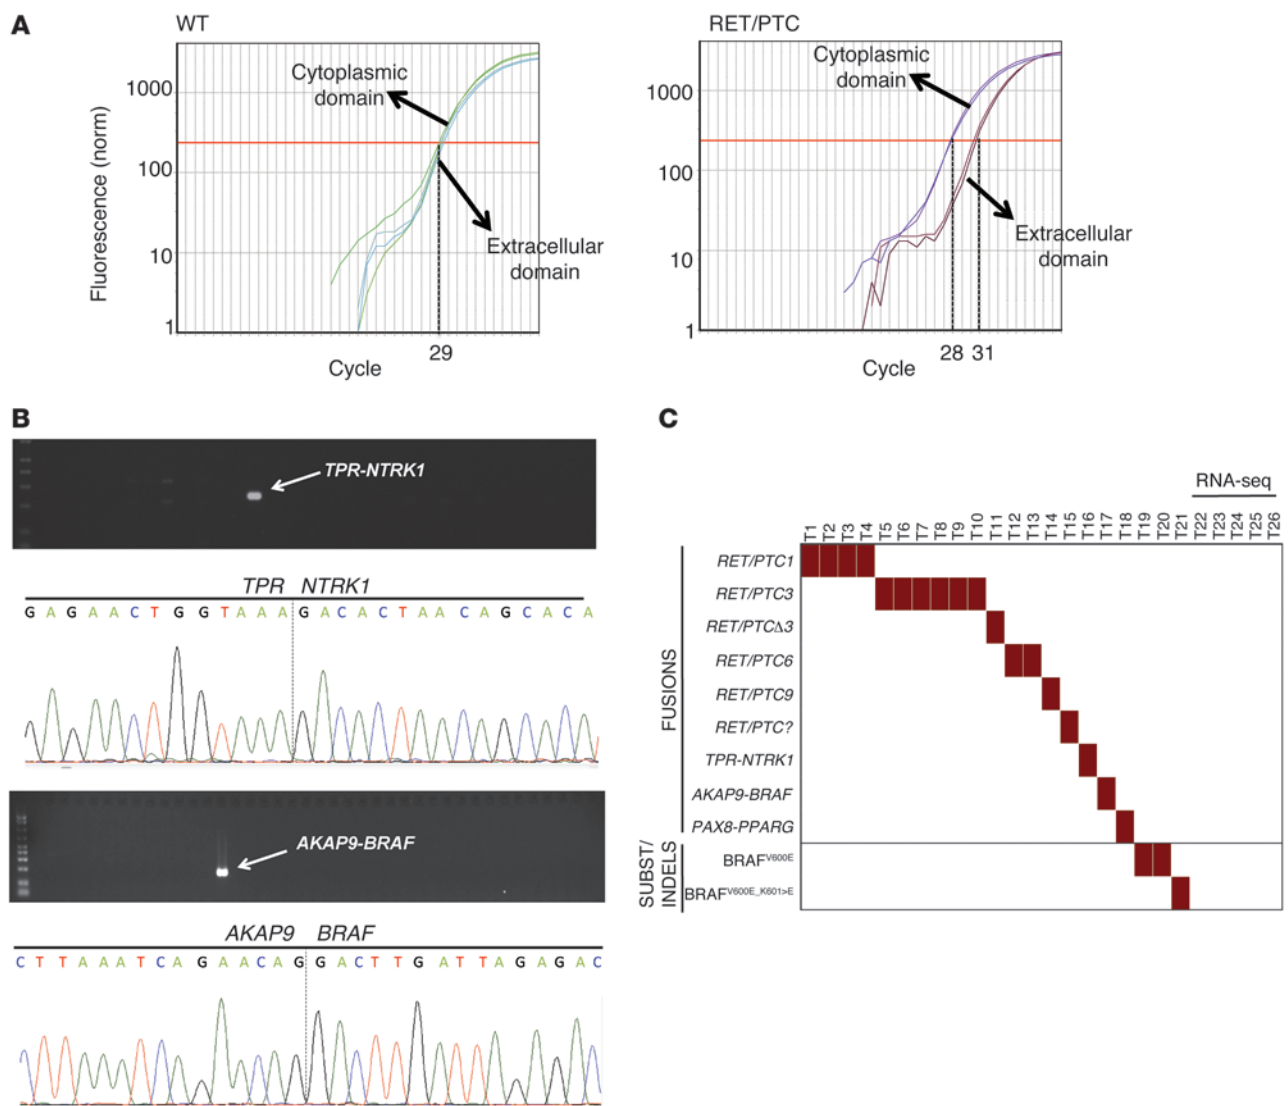 A
WT
RET/PTC
Fluorescence (norm)
1000
100
10
1
Cytoplasmic
domain
Extracellular
domain
29
Cycle
1000
100
10
1
Cytoplasmic
domain
Extracellular
domain
28 31
Cycle
B
TPR-NTRK1
TPR NTRK1
G A G A A C T G G T A A A G A C A C T A A C A G C A C A
AKAP9-BRAF
AKAP9 BRAF
C T T A A A T C A G A A C A G G A C T T G A T T A G A G A C
C
RNA-seq
T1 T2 T3 T4 T5 T6 T7 T8 T9 T10 T11 T12 T13 T14 T15 T16 T17 T18 T19 T20 T21 T22 T23 T24 T25 T26
FUSIONS
RET/PTC1
RET/PTC3
RET/PTCΔ3
RET/PTC6
RET/PTC9
RET/PTC?
TPR-NTRK1
AKAP9-BRAF
PAX8-PPARG
SUBST/
INDELS
BRAFV600E
BRAFV600E_K601>E